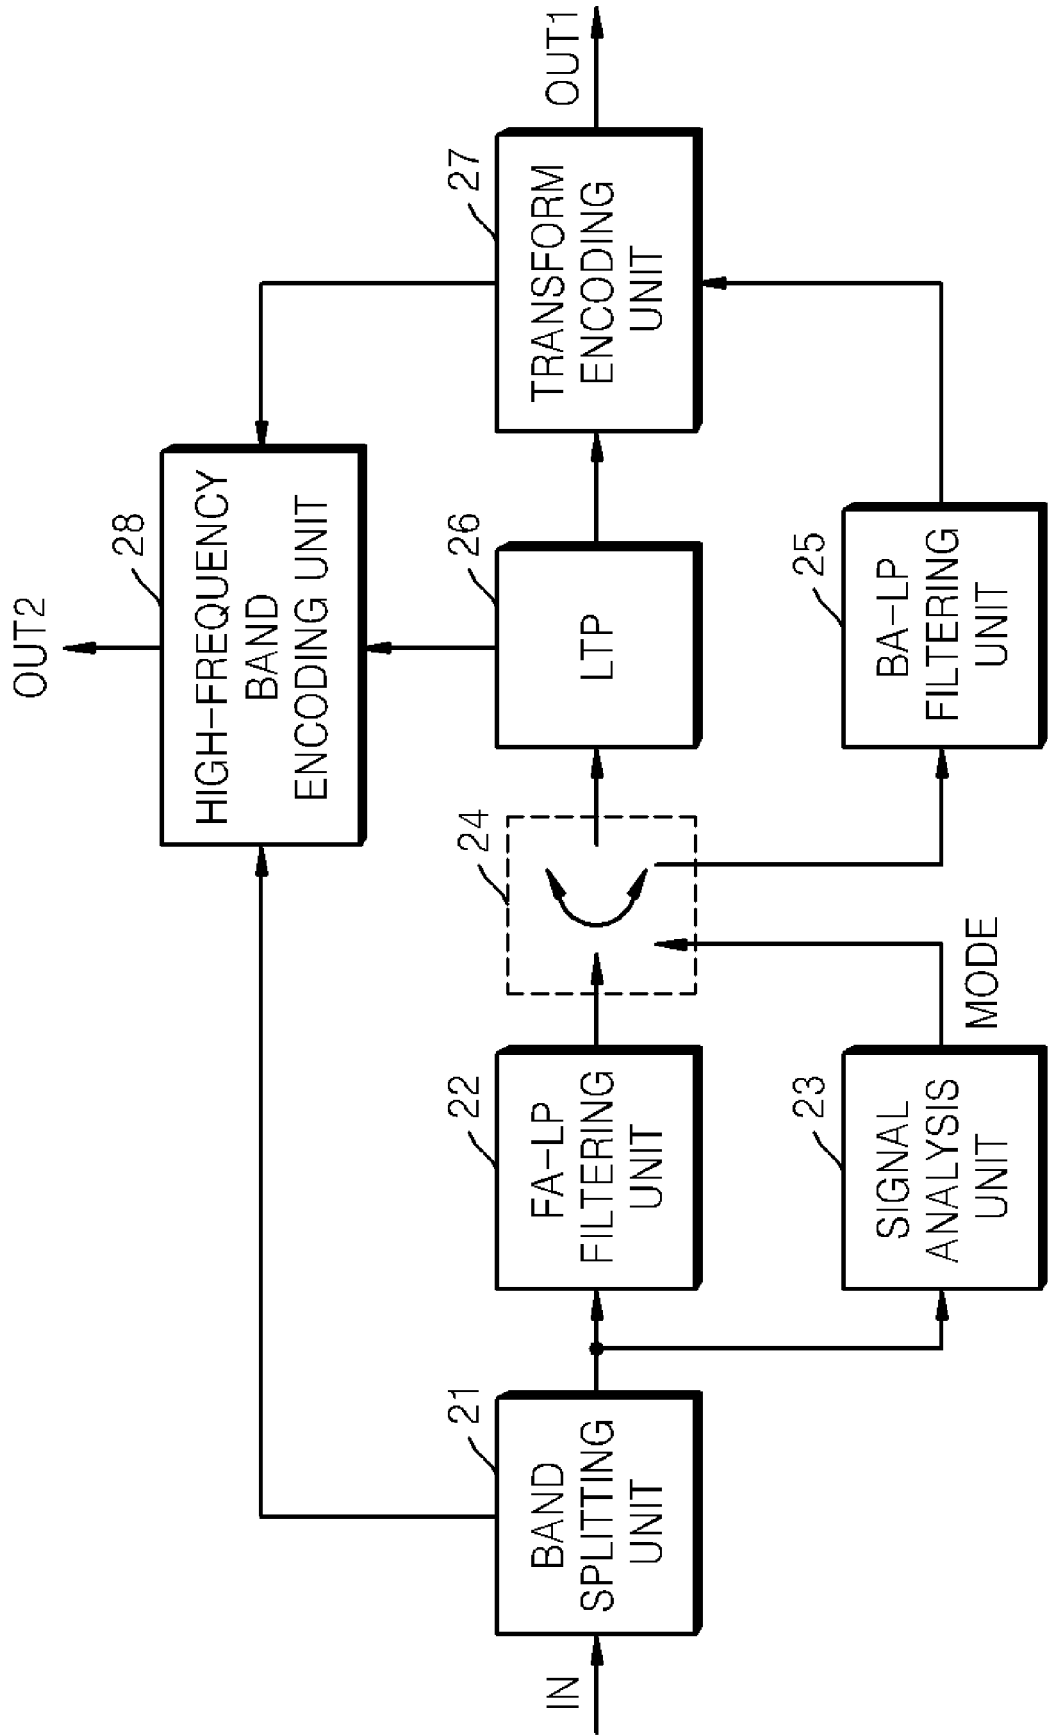 OUT2
28
HIGH-FREQUENCY
BAND
ENCODING UNIT
IN
21
BAND
SPLITTING
UNIT
22
FA-LP
FILTERING
UNIT
24
26
LTP
27
TRANSFORM
ENCODING
UNIT
OUT1
23
SIGNAL
ANALYSIS
UNIT
MODE
25
BA-LP
FILTERING
UNIT